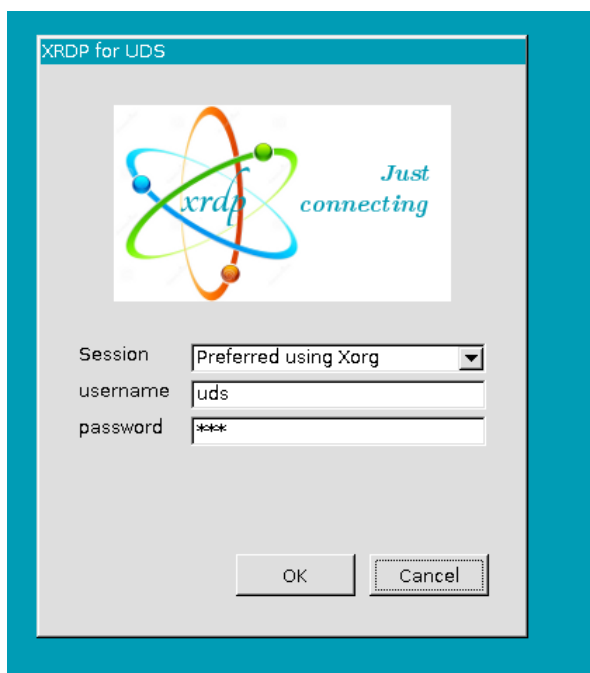 XRDP for UDS
xrdp
Just
connecting
Session Preferred using Xorg
username uds
password ***
OK Cancel